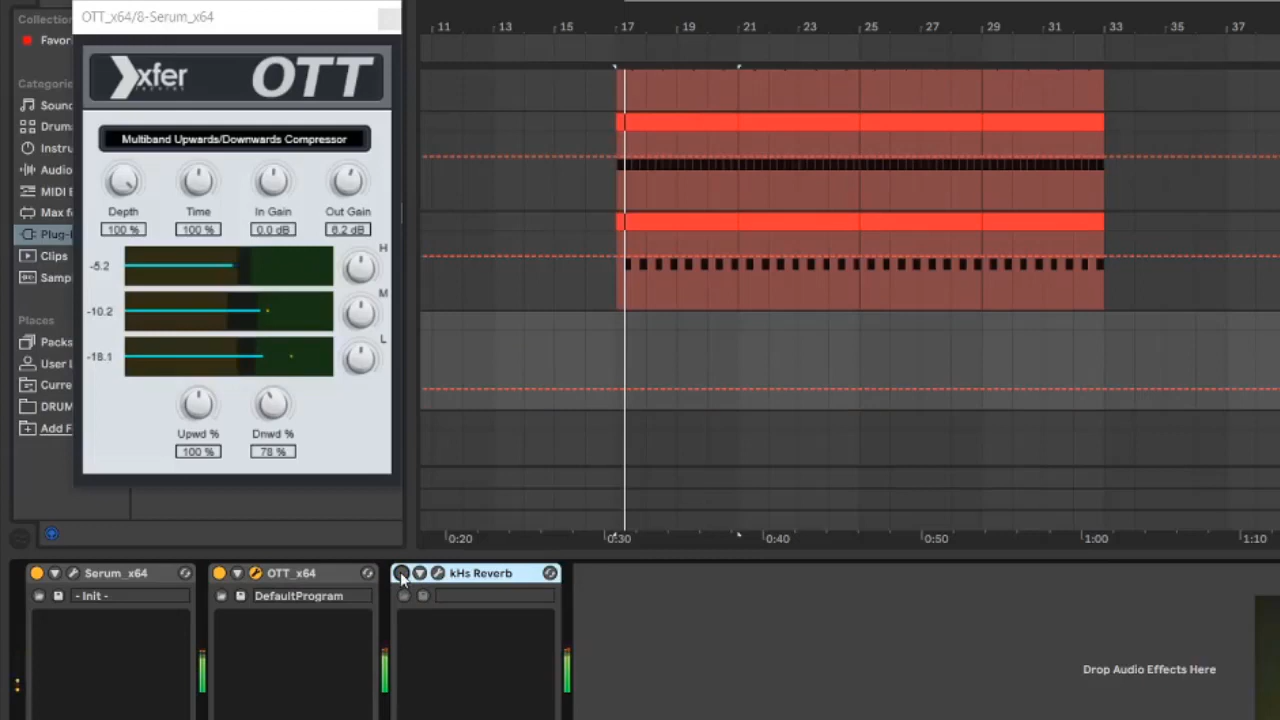 OTT_x64/8-Serum_x64
Collection
Favor
Categorie
Sound
Drum
Instru
Audio
MIDI E
Max fo
Plug-I
Clips
Samp
Places
Packs
User L
Curre
DRUM
Add F
xfer
RECORDS
OTT
Multiband Upwards/Downwards Compressor
Depth Time In Gain Out Gain
100 % 100 % 0.0 dB 6.2 dB
H
-5.2
M
-10.2
L
-18.1
Upwd % Dnwd %
100 % 78 %
11 13 15 17 19 21 23 25 27 29 31 33 35 37
0:20 0:30 0:40 0:50 1:00 1:10
Serum_x64 OTT_x64 kHs Reverb
- Init - DefaultProgram
Drop Audio Effects Here